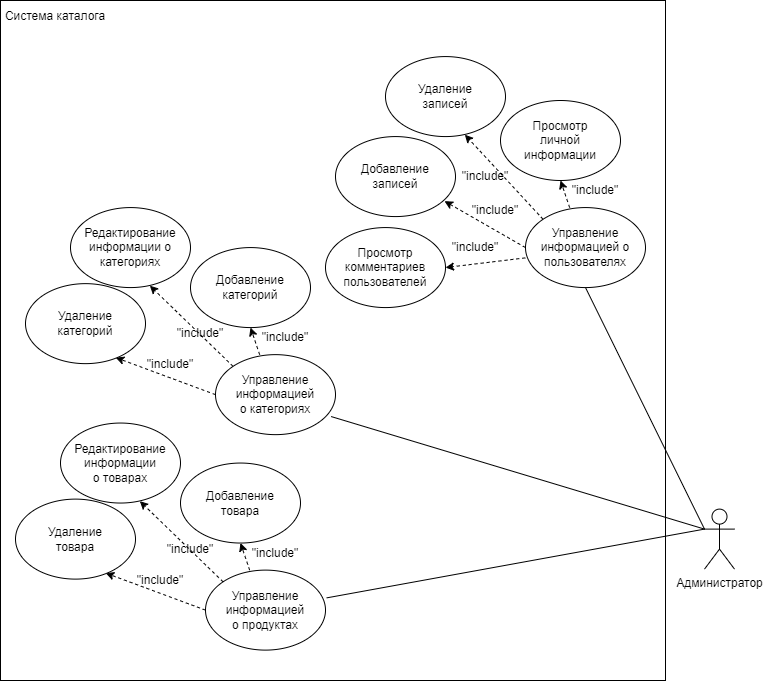 Система каталога
Удаление
записей
Просмотр
личной
информации
Добавление
записей
"include"
"include"
"include"
Управление
информацией о
пользователях
Просмотр
комментариев
пользователей
"include"
Редактирование
информации о
категориях
Добавление
категорий
Удаление
категорий
"include"
"include"
"include"
Управление
информацией
о категориях
Редактирование
информации
о товарах
Добавление
товара
Удаление
товара
"include"
"include"
"include"
Управление
информацией
о продуктах
Администратор